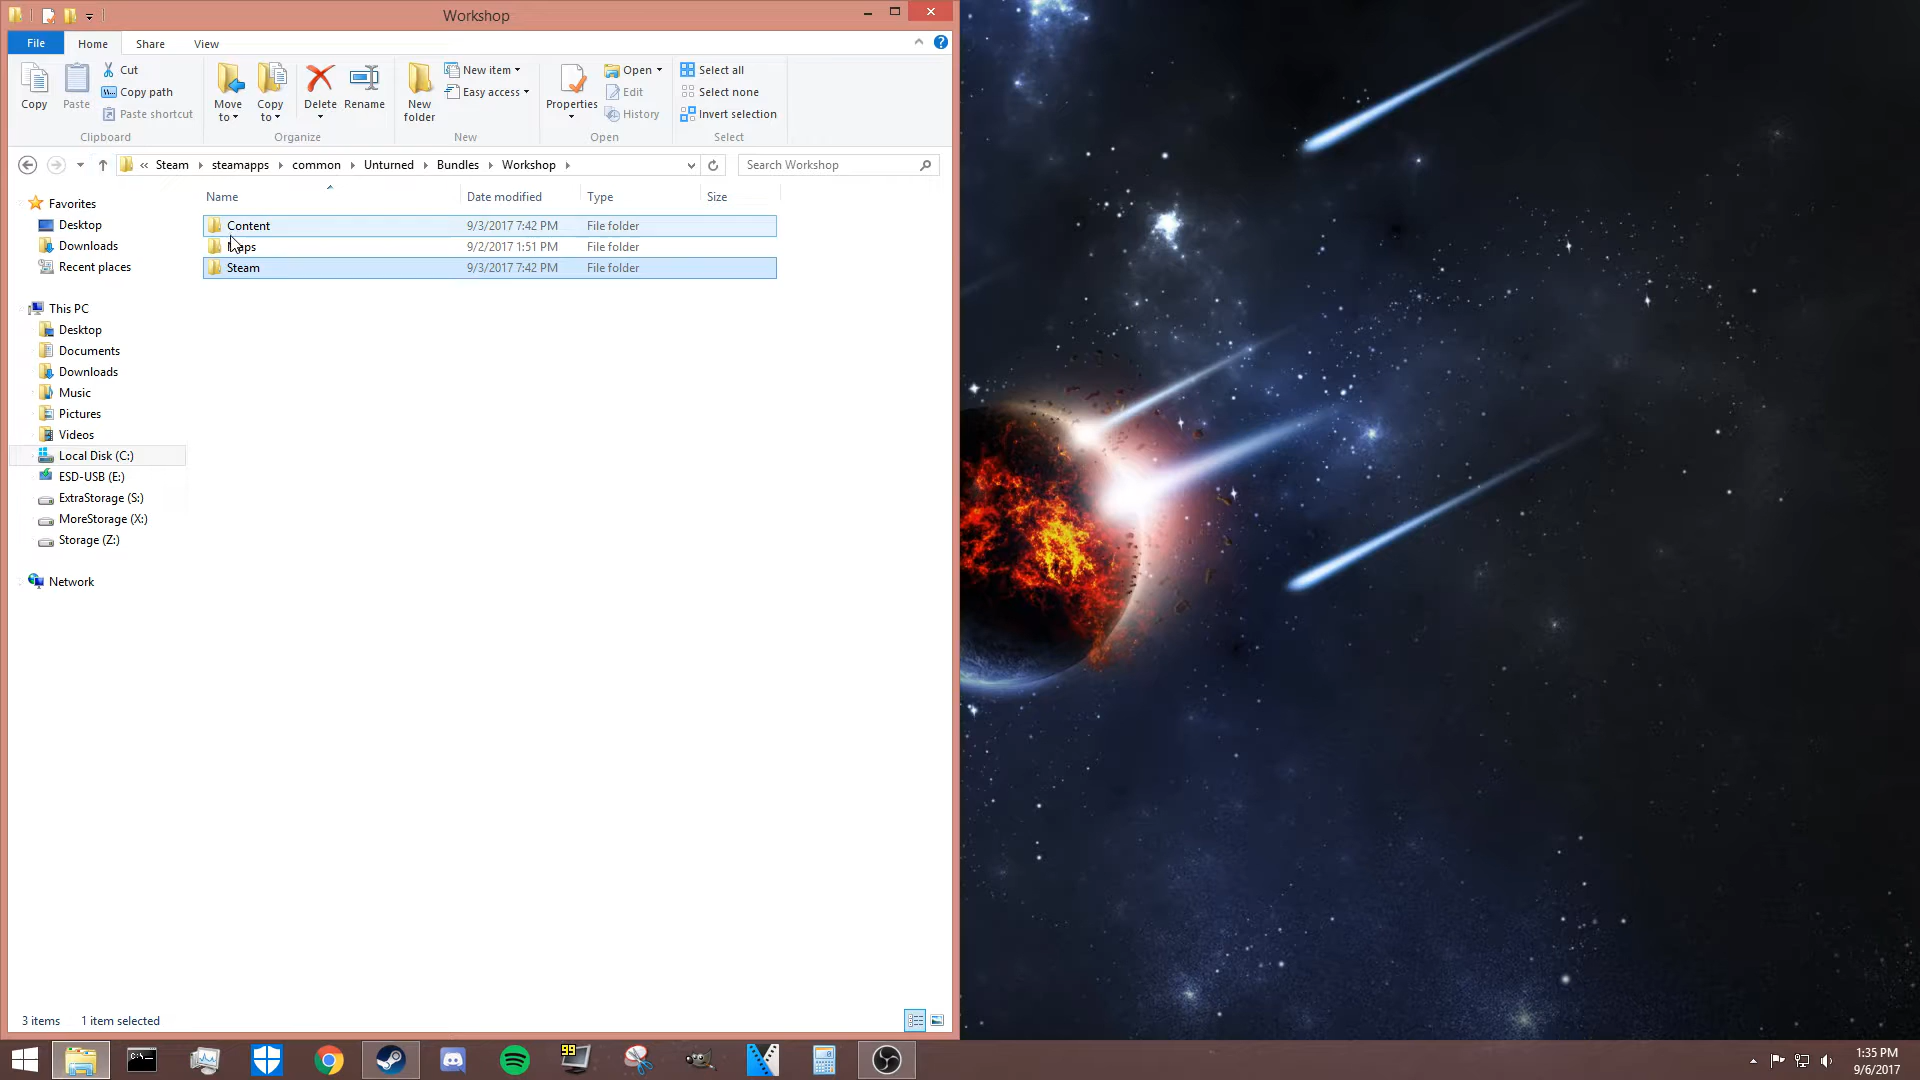 Workshop
File Home Share View
Copy Paste Cut Copy path Paste shortcut
Clipboard
Move to Copy to Delete Rename
Organize
New folder New item Easy access
New
Properties Open Edit History
Open
Select all Select none Invert selection
Select
« Steam steamapps common Unturned Bundles Workshop
Search Workshop
Name Date modified Type Size
Content 9/3/2017 7:42 PM File folder
9/2/2017 1:51 PM File folder
Steam 9/3/2017 7:42 PM File folder
Favorites
Desktop
Downloads
Recent places
This PC
Desktop
Documents
Downloads
Music
Pictures
Videos
Local Disk (C:)
ESD-USB (E:)
ExtraStorage (S:)
MoreStorage (X:)
Storage (Z:)
Network
3 items 1 item selected
99
1:35 PM
9/6/2017